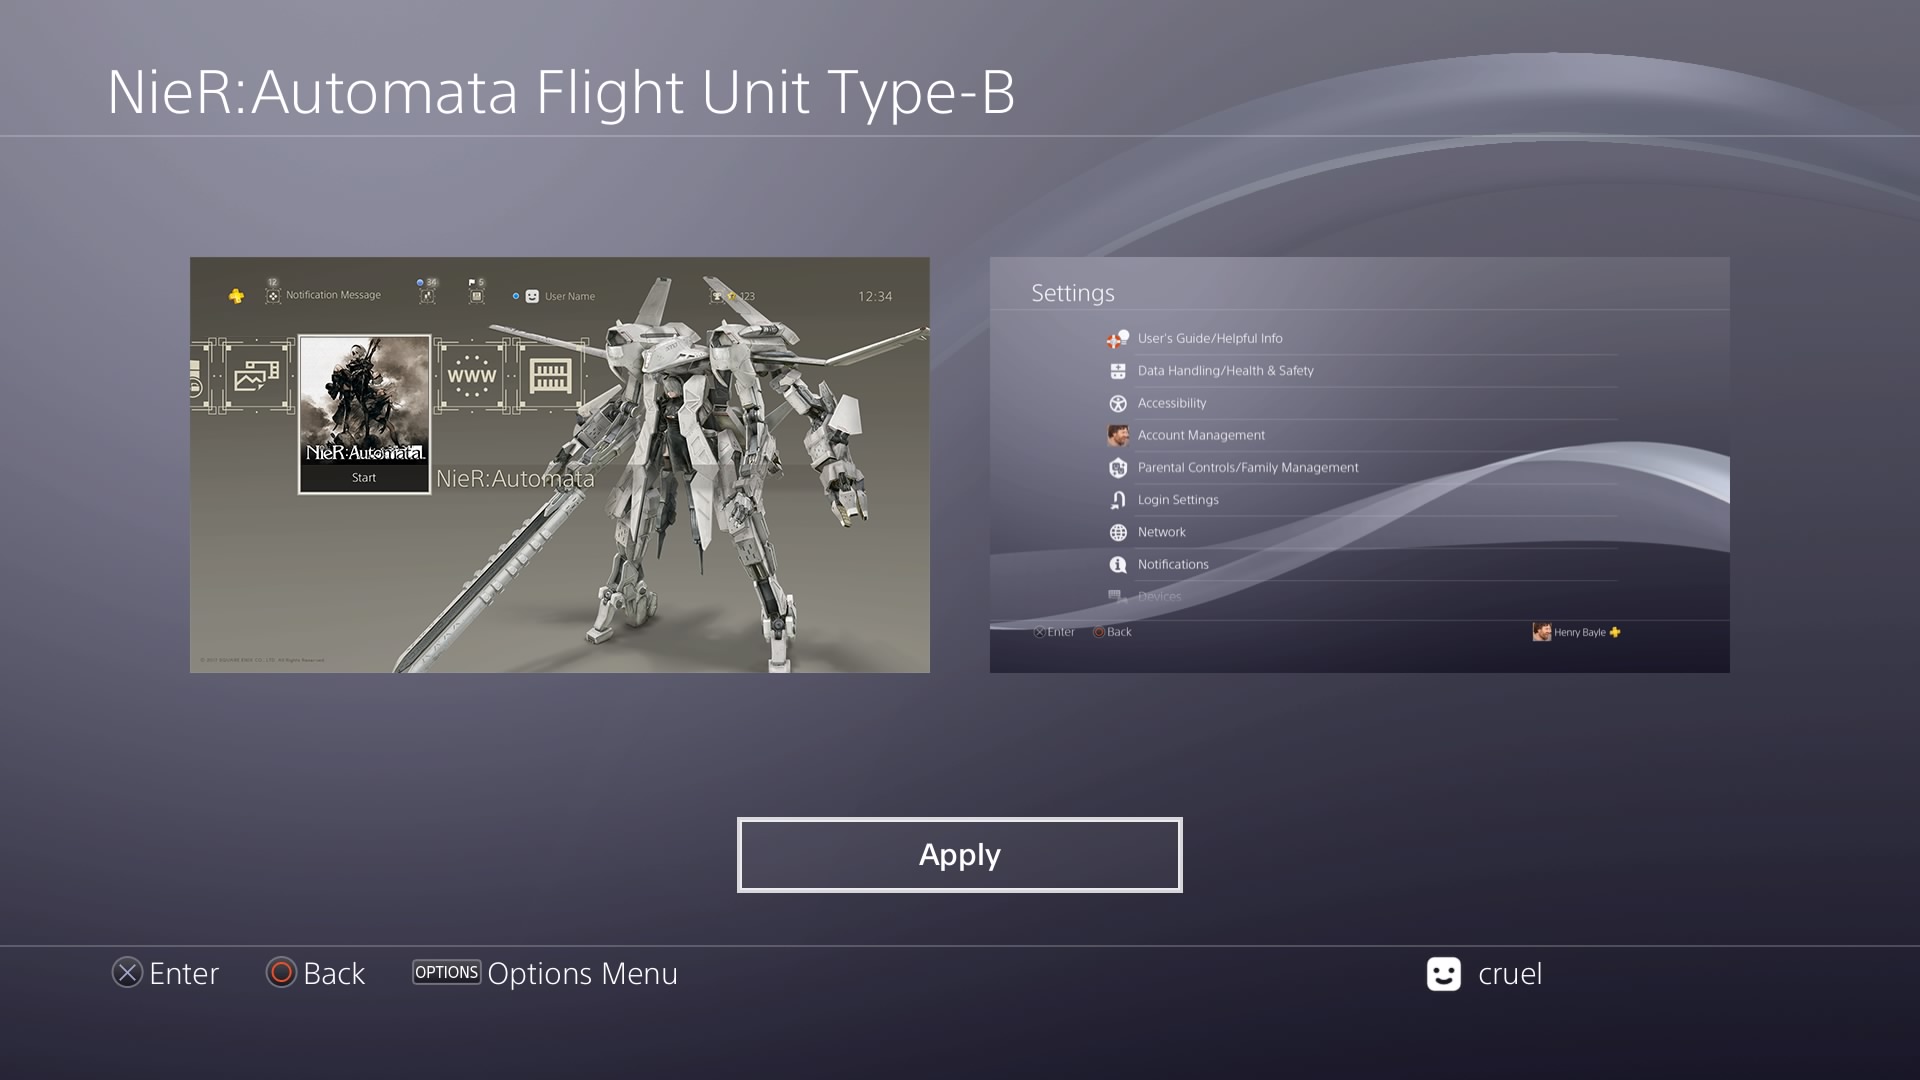 NieR:Automata Flight Unit Type-B
12
Notification Message
36
5
User Name
123
12:34
WWW
NieR:Automata
Start
NieR:Automata
Settings
User's Guide/Helpful Info
Data Handling/Health & Safety
Accessibility
Account Management
Parental Controls/Family Management
Login Settings
Network
Notifications
Devices
Enter
Back
Henry Bayle
Apply
Enter
Back
OPTIONS Options Menu
cruel